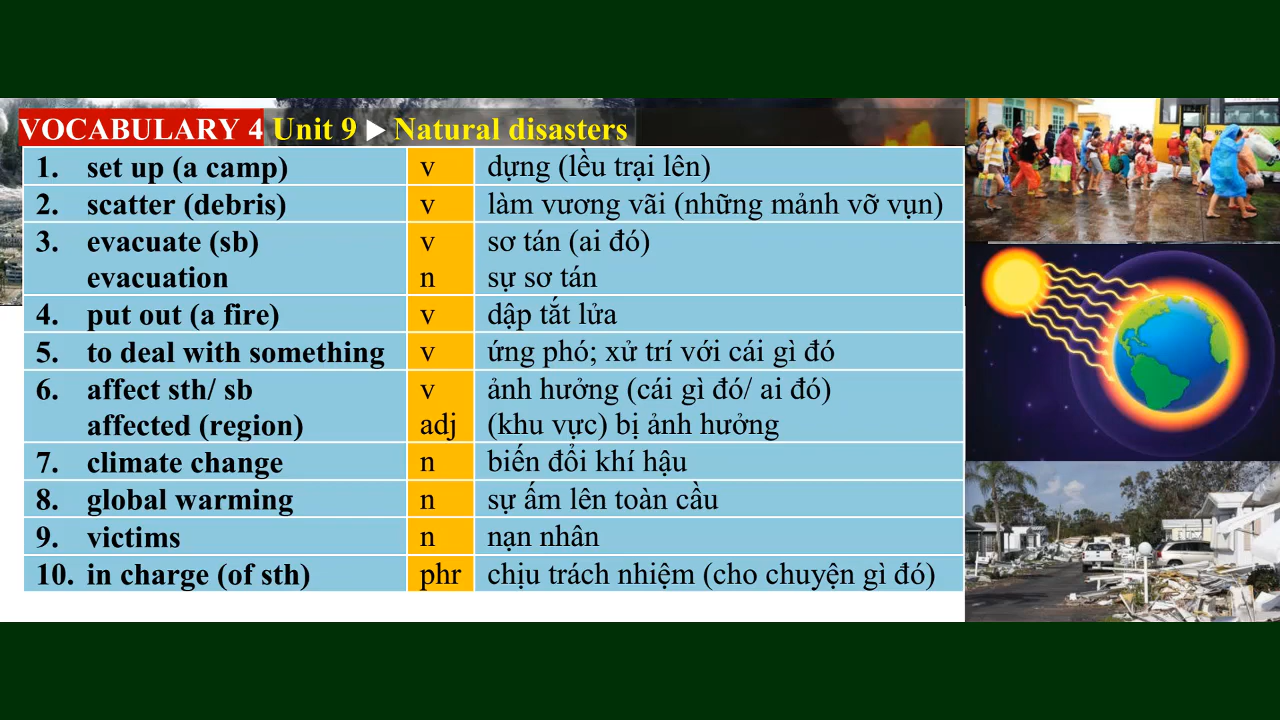 VOCABULARY 4 Unit 9 ▶ Natural disasters
1. set up (a camp) v dựng (lều trại lên)
2. scatter (debris) v làm vương vãi (những mảnh vỡ vụn)
3. evacuate (sb) v sơ tán (ai đó)
evacuation n sự sơ tán
4. put out (a fire) v dập tắt lửa
5. to deal with something v ứng phó; xử trí với cái gì đó
6. affect sth/ sb v ảnh hưởng (cái gì đó/ ai đó)
affected (region) adj (khu vực) bị ảnh hưởng
7. climate change n biến đổi khí hậu
8. global warming n sự ấm lên toàn cầu
9. victims n nạn nhân
10. in charge (of sth) phr chịu trách nhiệm (cho chuyện gì đó)